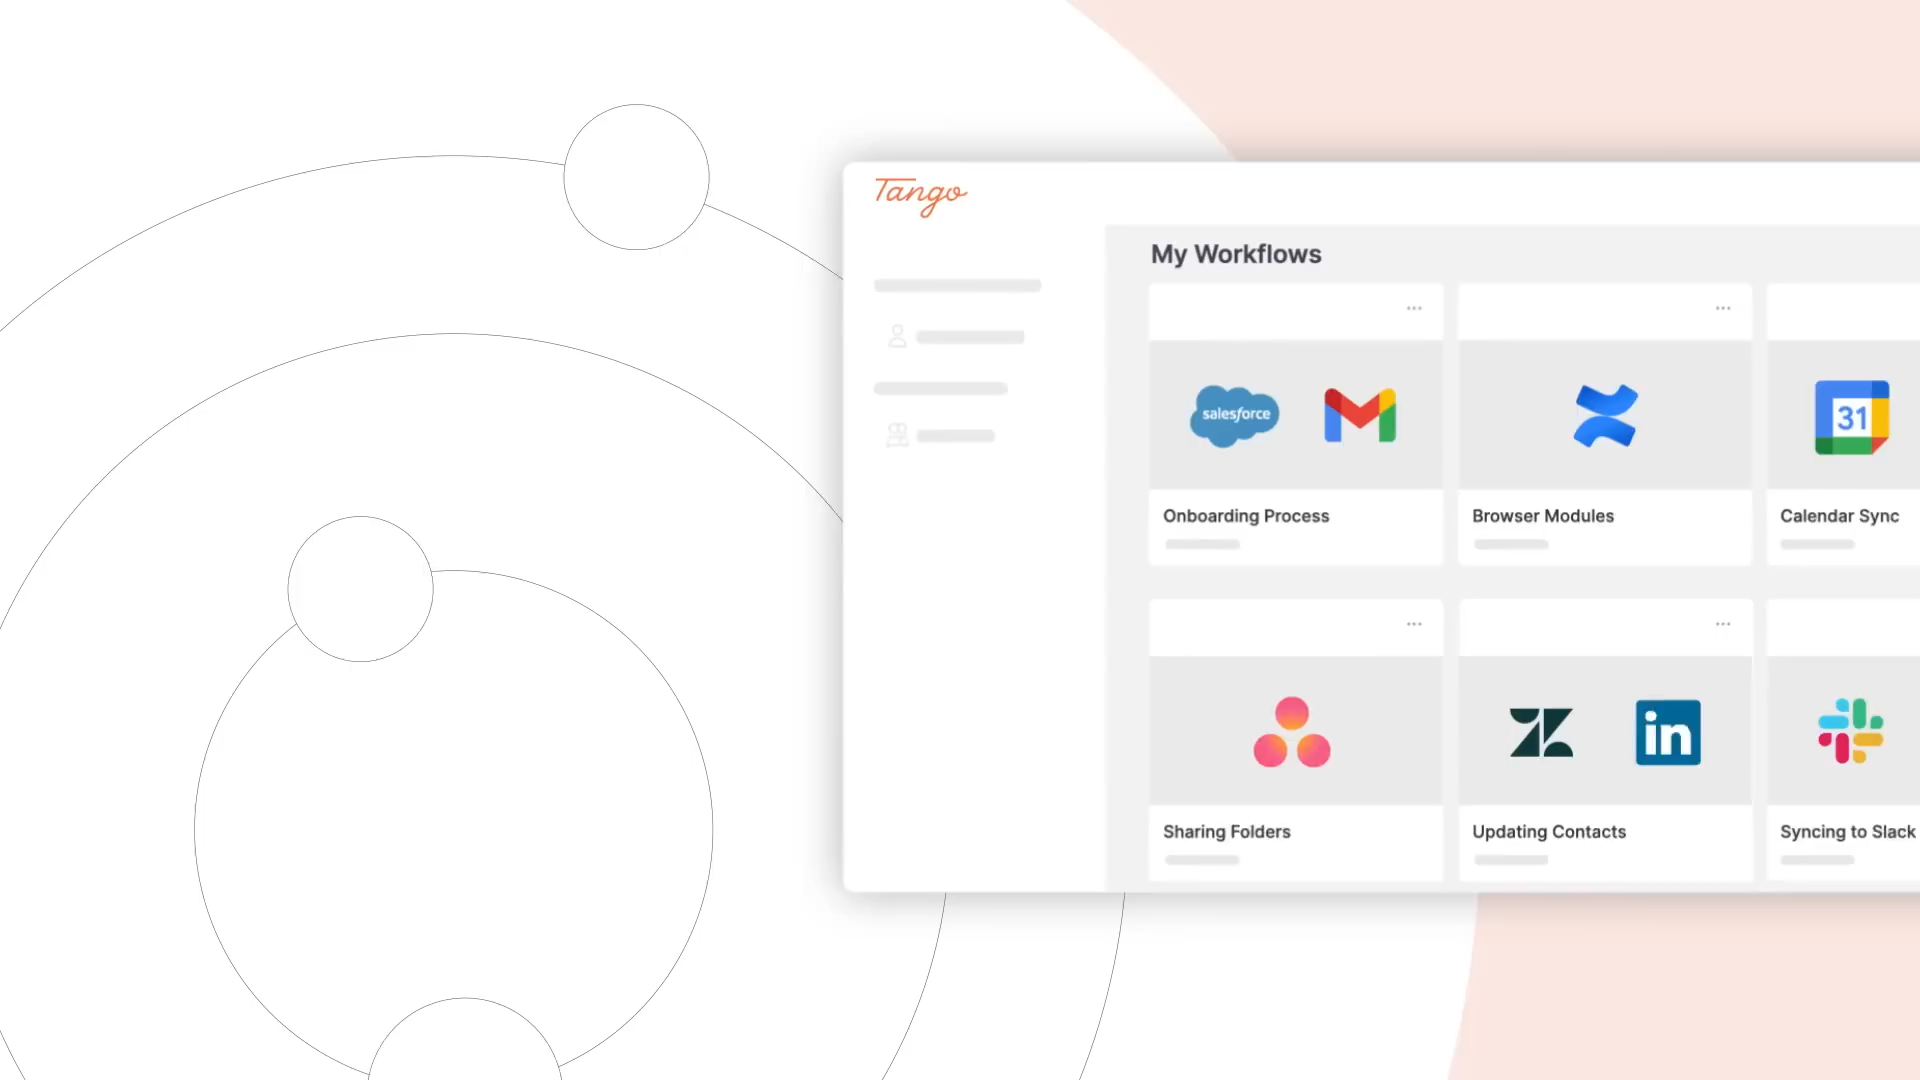 Tango
My Workflows
salesforce
31
Onboarding Process
Browser Modules
Calendar Sync
in
Sharing Folders
Updating Contacts
Syncing to Slack